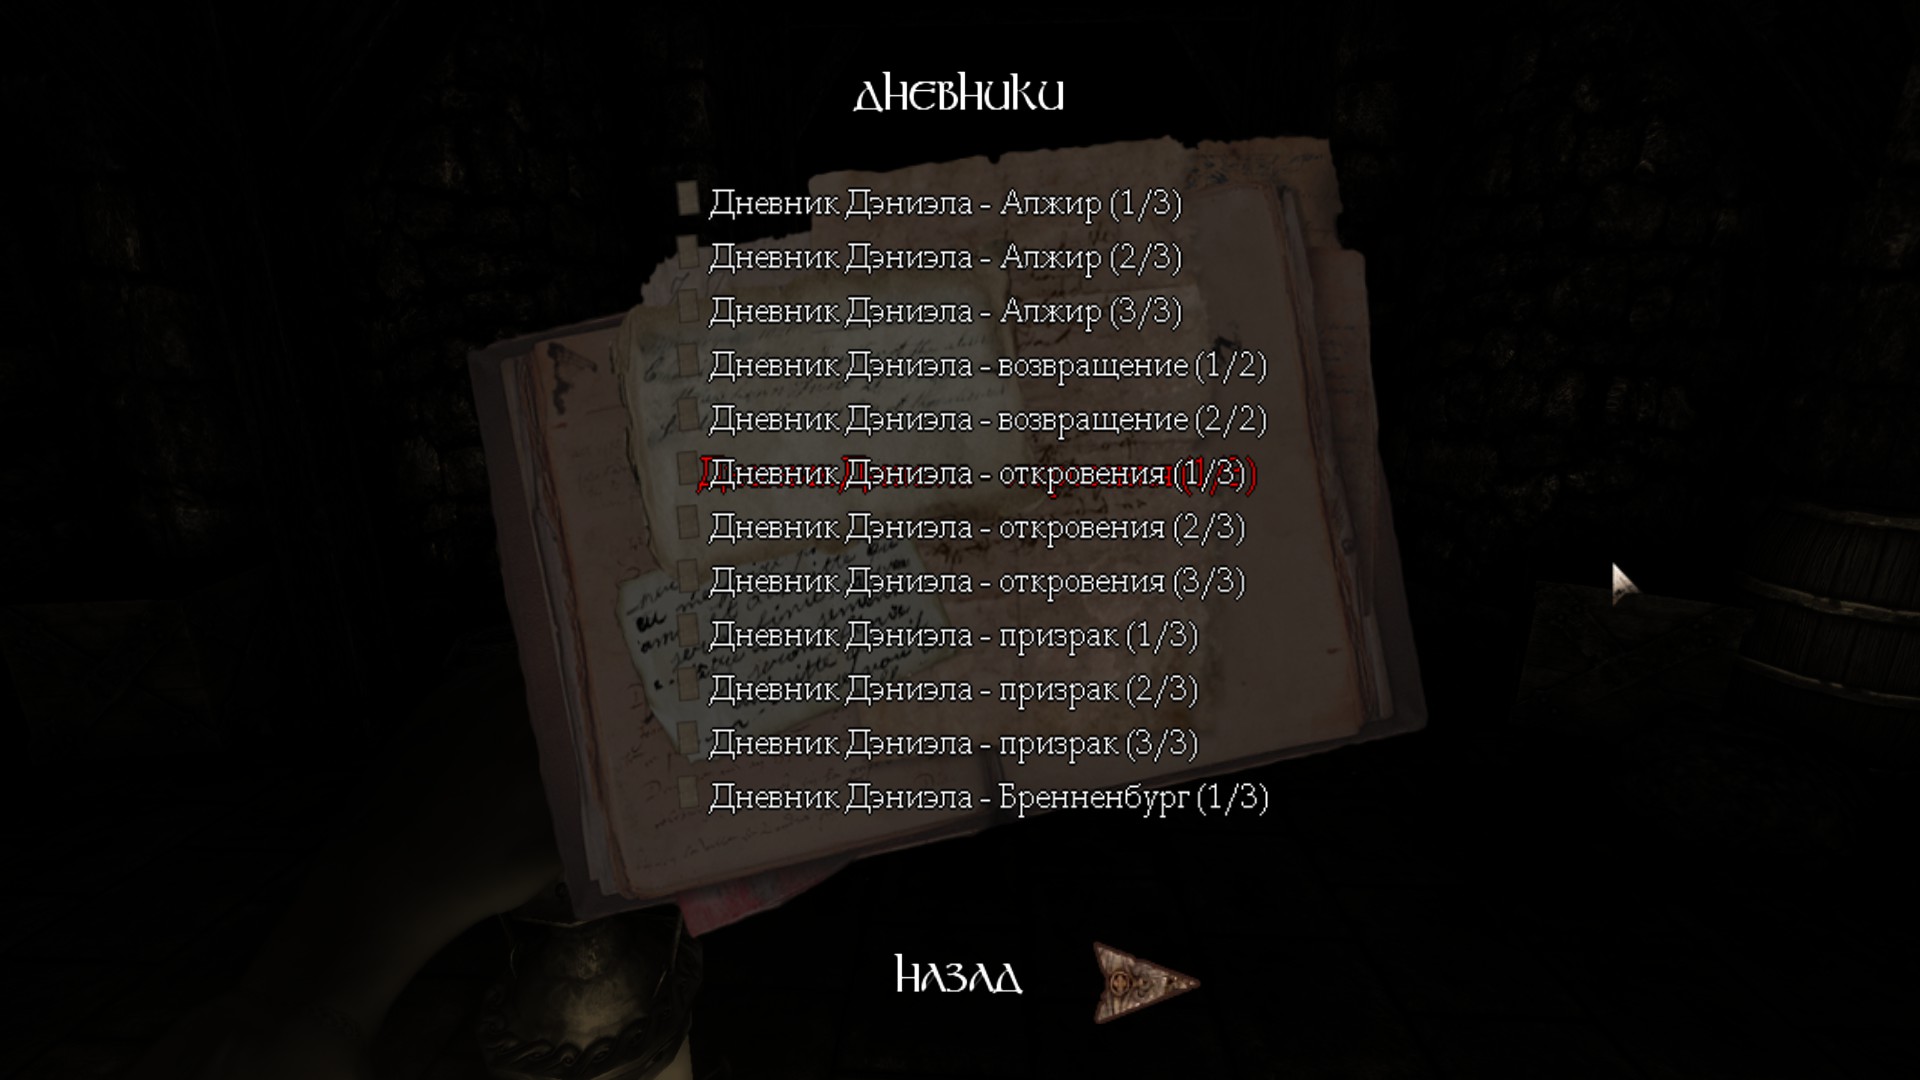 Дневники
Дневник Дэниэла - Алжир (1/3)
Дневник Дэниэла - Алжир (2/3)
Дневник Дэниэла - Алжир (3/3)
Дневник Дэниэла - возвращение (1/2)
Дневник Дэниэла - возвращение (2/2)
Дневник Дэниэла - откровения (1/3)
Дневник Дэниэла - откровения (2/3)
Дневник Дэниэла - откровения (3/3)
Дневник Дэниэла - призрак (1/3)
Дневник Дэниэла - призрак (2/3)
Дневник Дэниэла - призрак (3/3)
Дневник Дэниэла - Бренненбург (1/3)
Назад